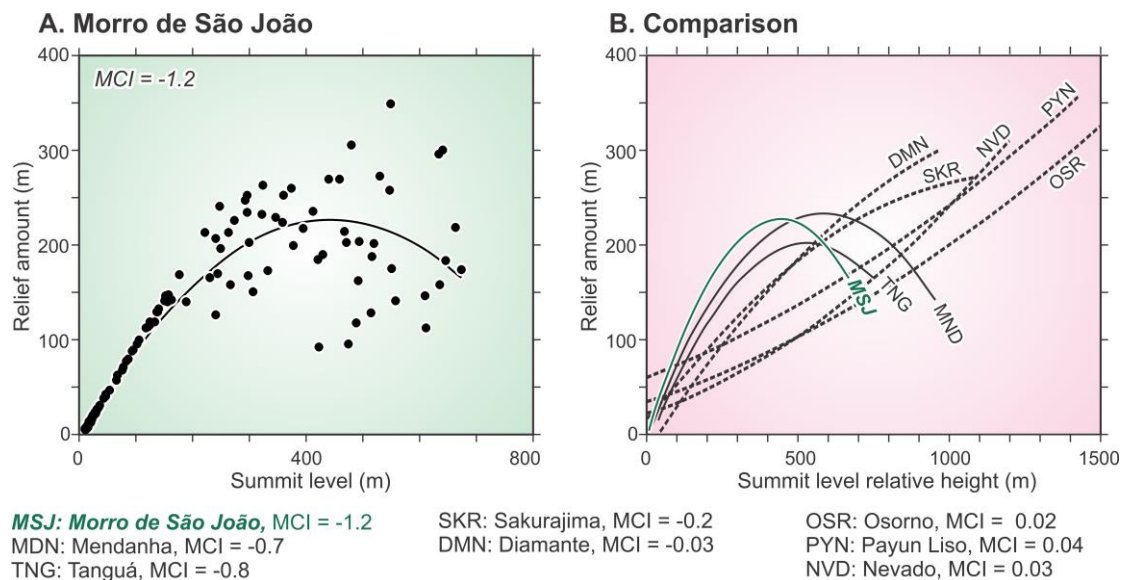 A. Morro de São João
B. Comparison
MCI = -1.2
400
300
200
100
0
Relief amount (m)
0
400
800
Summit level (m)
400
300
200
100
0
Relief amount (m)
DMN
SKR
NVD
PYN
OSR
MSJ
TNG
MND
0
500
1000
1500
Summit level relative height (m)
MSJ: Morro de São João, MCI = -1.2
MDN: Mendanha, MCI = -0.7
TNG: Tanguá, MCI = -0.8
SKR: Sakurajima, MCI = -0.2
DMN: Diamante, MCI = -0.03
OSR: Osorno, MCI = 0.02
PYN: Payun Liso, MCI = 0.04
NVD: Nevado, MCI = 0.03